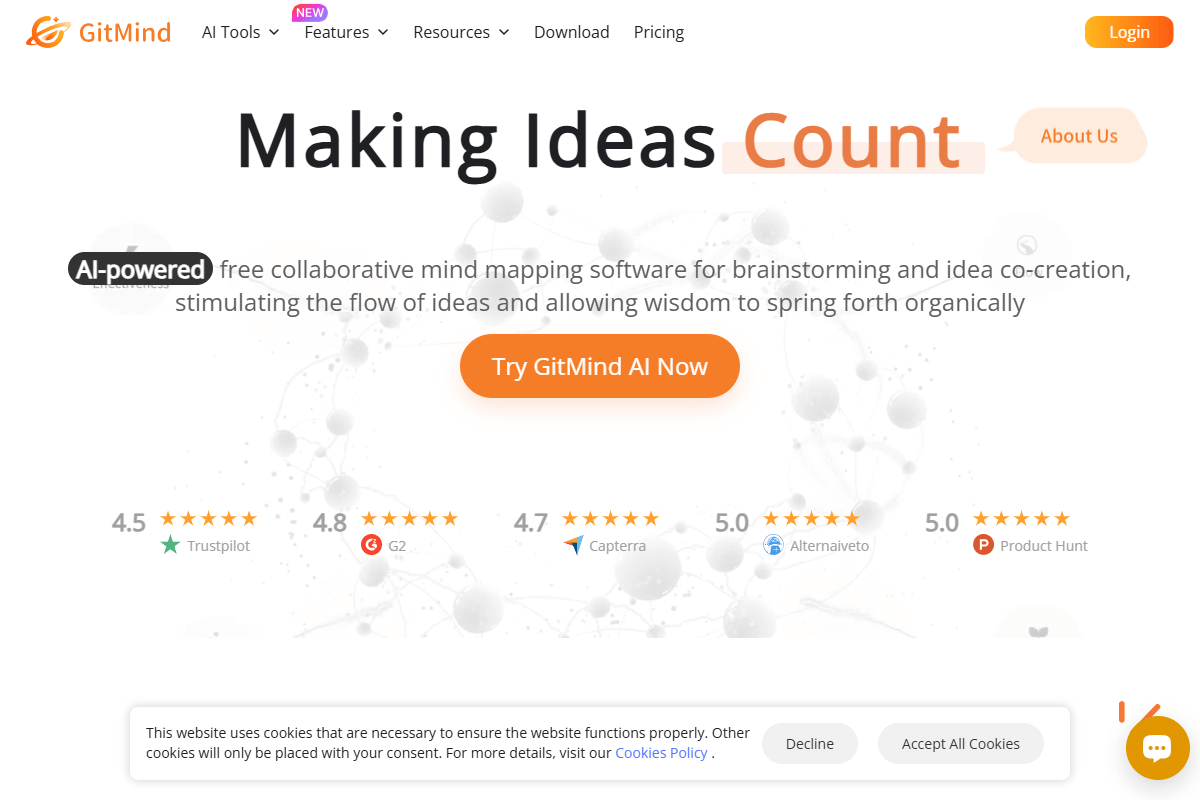 GitMind
AI Tools
NEW
Features
Resources
Download
Pricing
Login
Making Ideas Count
About Us
AI-powered free collaborative mind mapping software for brainstorming and idea co-creation,
Effectiveness
stimulating the flow of ideas and allowing wisdom to spring forth organically
Try GitMind AI Now
4.5
Trustpilot
4.8
G2
4.7
Capterra
5.0
Alternaiveto
5.0
Product Hunt
This website uses cookies that are necessary to ensure the website functions properly. Other
cookies will only be placed with your consent. For more details, visit our Cookies Policy .
Decline
Accept All Cookies